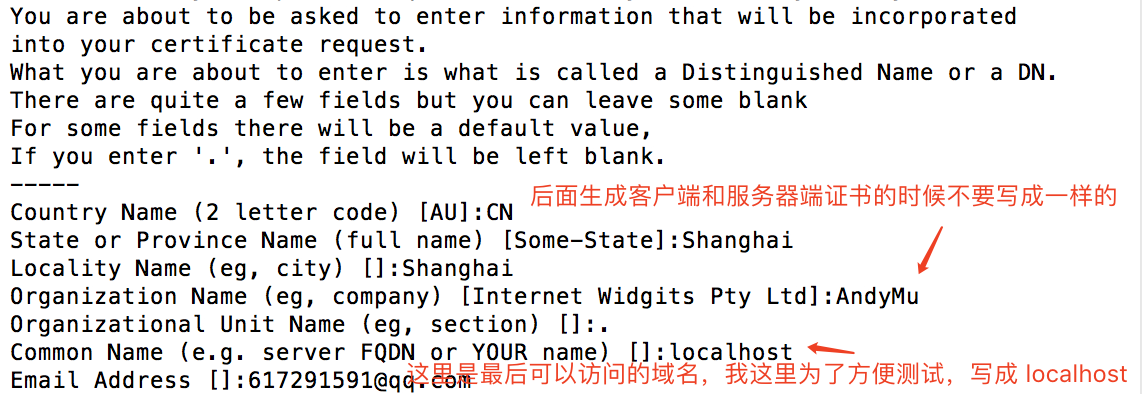 You are about to be asked to enter information that will be incorporated
into your certificate request.
What you are about to enter is what is called a Distinguished Name or a DN.
There are quite a few fields but you can leave some blank
For some fields there will be a default value,
If you enter '.', the field will be left blank.
-----
后面生成客户端和服务器端证书的时候不要写成一样的
Country Name (2 letter code) [AU]:CN
State or Province Name (full name) [Some-State]:Shanghai
Locality Name (eg, city) []:Shanghai
Organization Name (eg, company) [Internet Widgits Pty Ltd]:AndyMu
Organizational Unit Name (eg, section) []:.
Common Name (e.g. server FQDN or YOUR name) []:localhost
这里是最后可以访问的域名，我这里为了方便测试，写成 localhost
Email Address []:617291591@qq.com